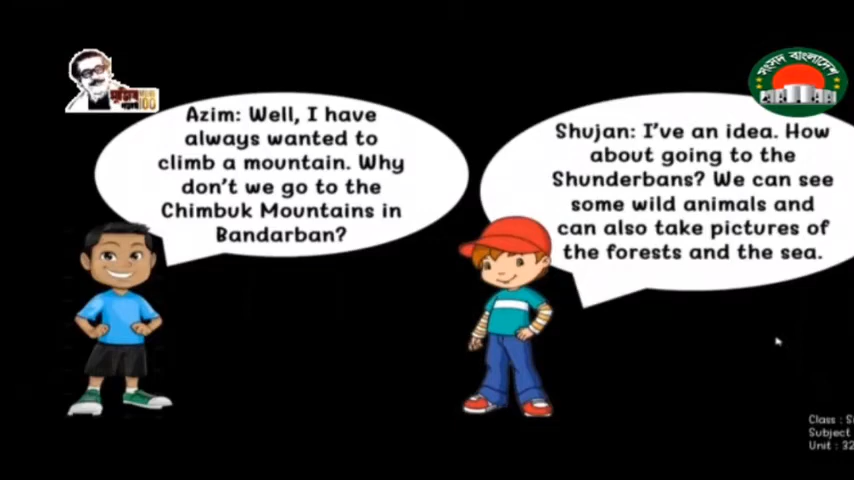 Azim: Well, I have
always wanted to
climb a mountain. Why
don't we go to the
Chimbuk Mountains in
Bandarban?
সংসদ বাংলাদেশ
Shujan: I've an idea. How
about going to the
Shunderbans? We can see
some wild animals and
can also take pictures of
the forests and the sea.
Class : S
Subject
Unit : 32